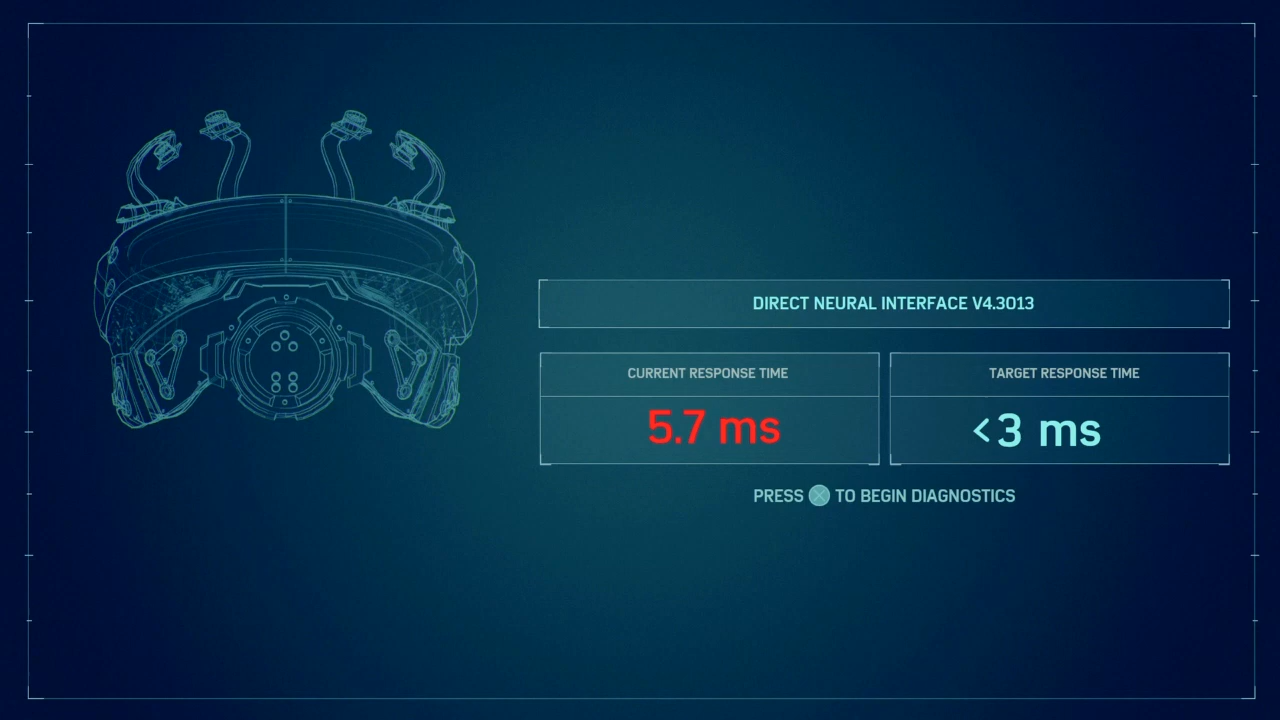 DIRECT NEURAL INTERFACE V4.3013
CURRENT RESPONSE TIME
5.7 ms
TARGET RESPONSE TIME
<3 ms
PRESS ⓧ TO BEGIN DIAGNOSTICS